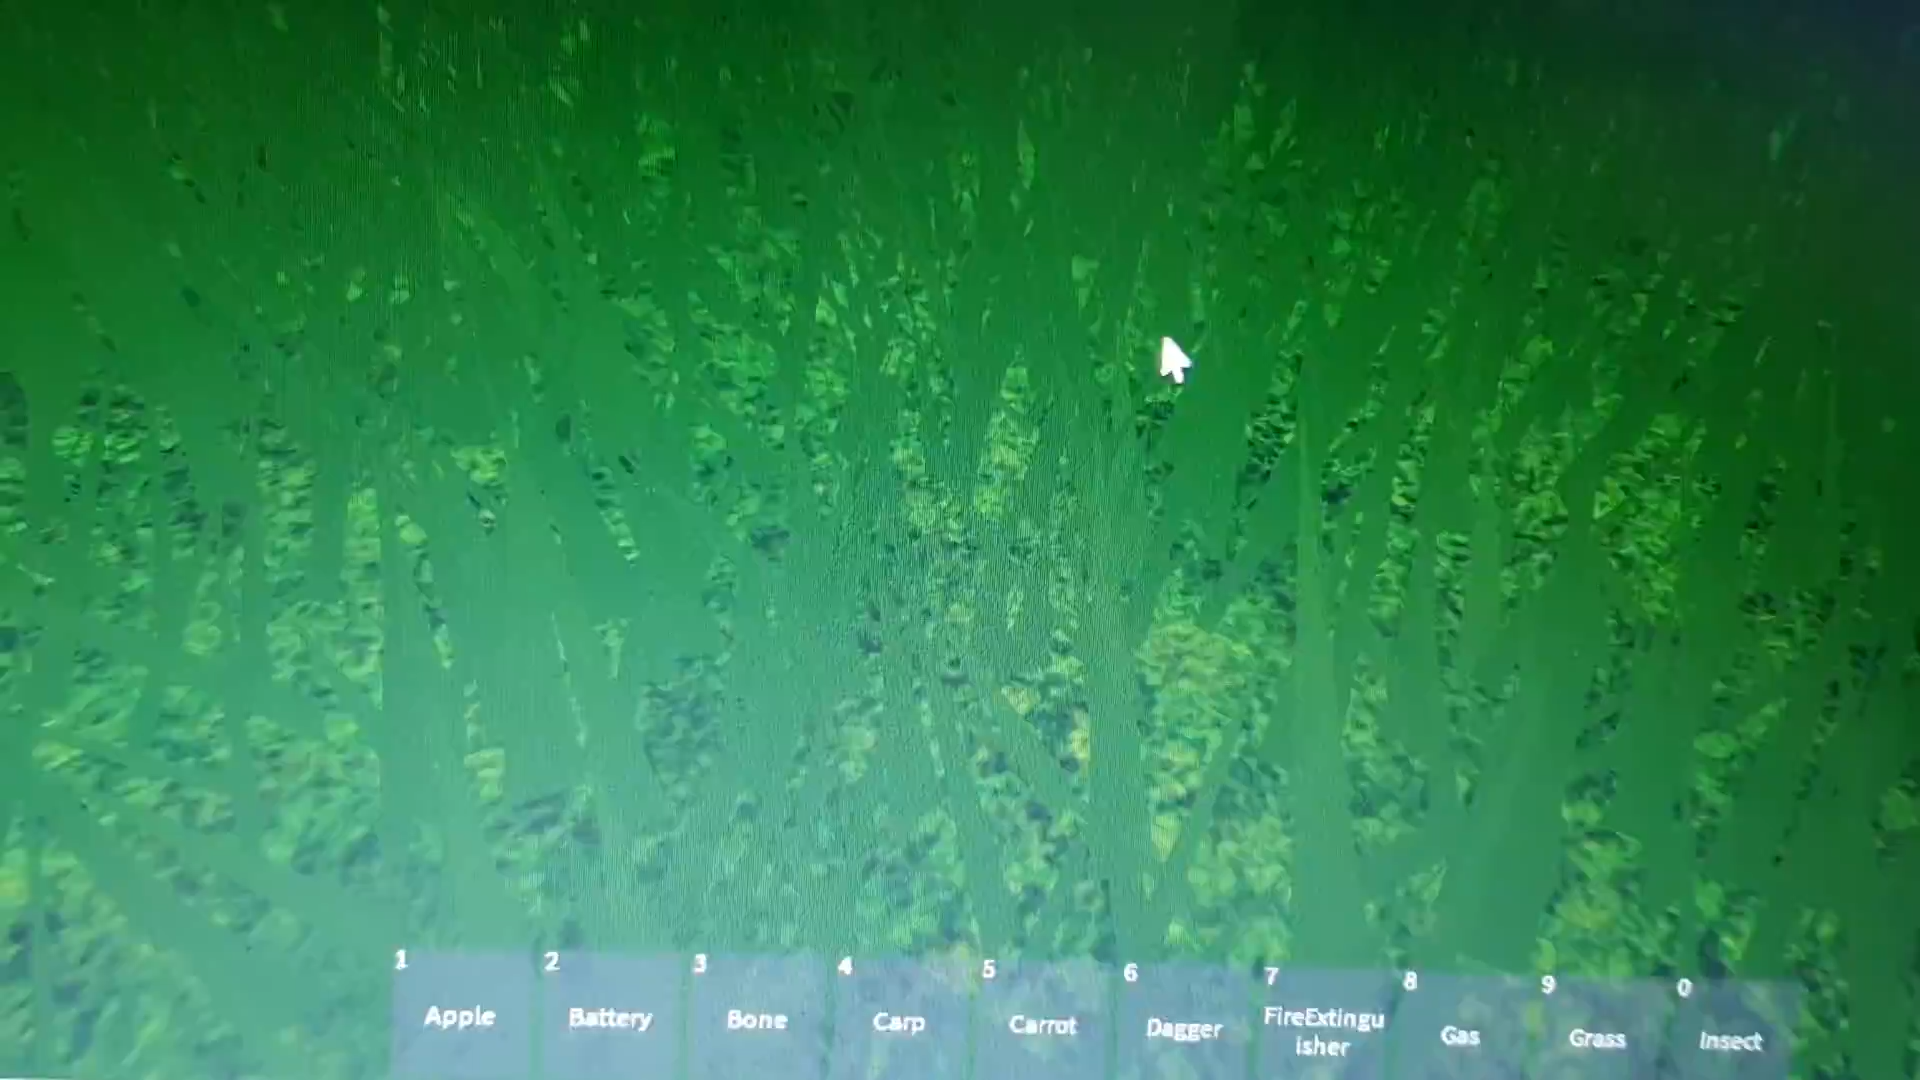 1 2 3 4 5 6 7 8 9 0
Apple Battery Bone Carp Carrot Dagger FireExtingu Gas Grass Insect
isher